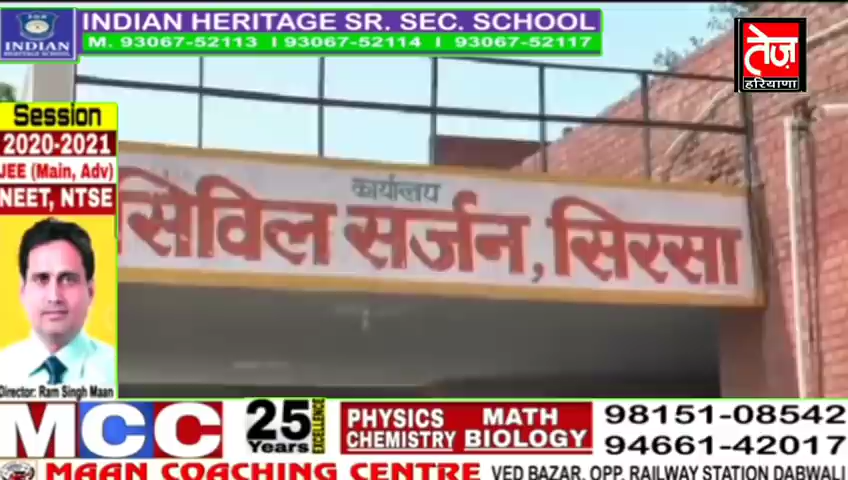 INDIAN HERITAGE SR. SEC. SCHOOL
M. 93067-52113 I 93067-52114 I 93067-52117
INDIAN
HERITAGE SCHOOL
तेज़
हरियाणा
Session
2020-2021
JEE (Main, Adv)
NEET, NTSE
Director: Ram Singh Maan
कार्यालय
सिविल सर्जन, सिरसा
MCC
25
Years
EXCELLENCE
PHYSICS
CHEMISTRY
MATH
BIOLOGY
98151-08542
94661-42017
MAAN COACHING CENTRE
VED BAZAR, OPP. RAILWAY STATION DABWALI